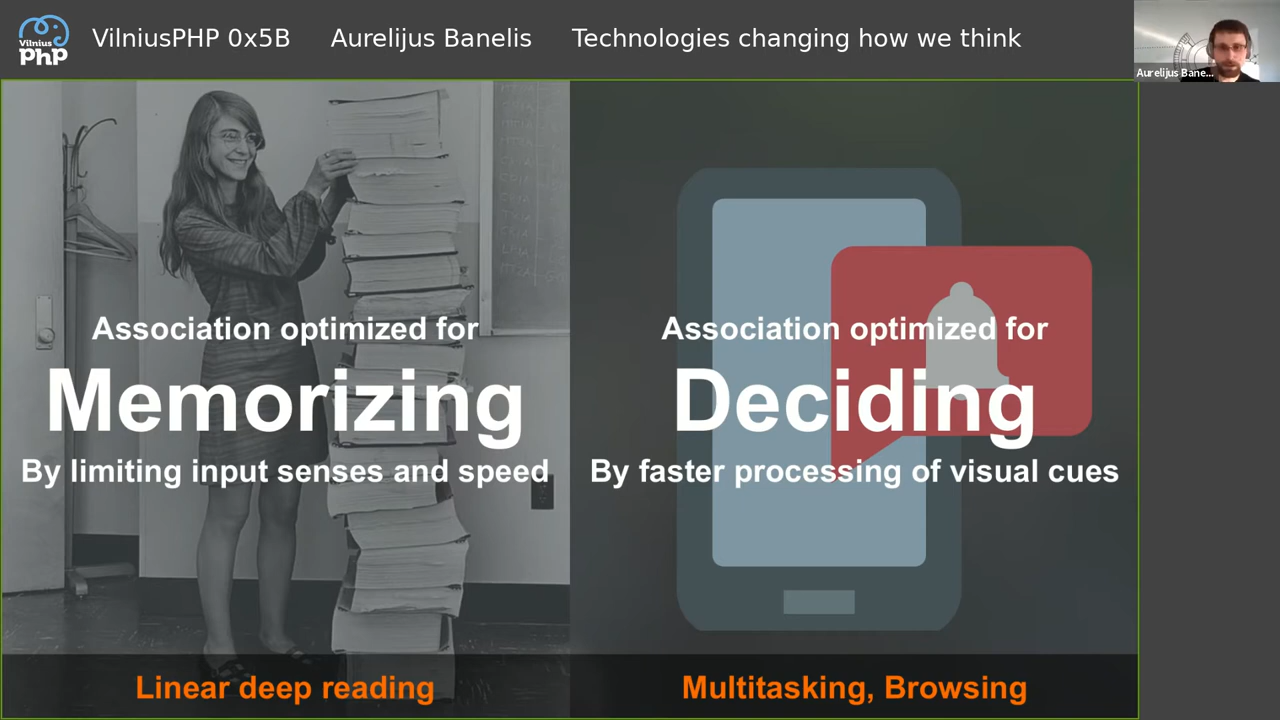 Vilnius
php
VilniusPHP 0x5B Aurelijus Banelis Technologies changing how we think
Aurelijus Bane...
Association optimized for
Memorizing
By limiting input senses and speed
Linear deep reading
Association optimized for
Deciding
By faster processing of visual cues
Multitasking, Browsing